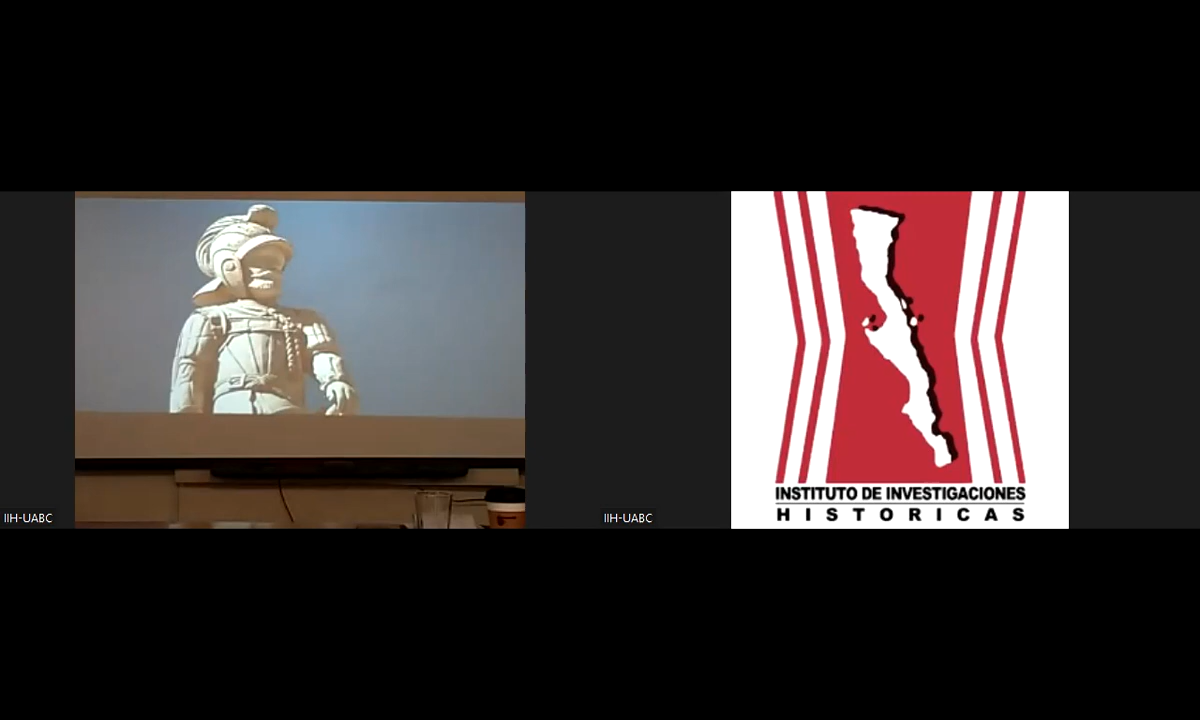 IIH-UABC
IIH-UABC
INSTITUTO DE INVESTIGACIONES
HISTORICAS